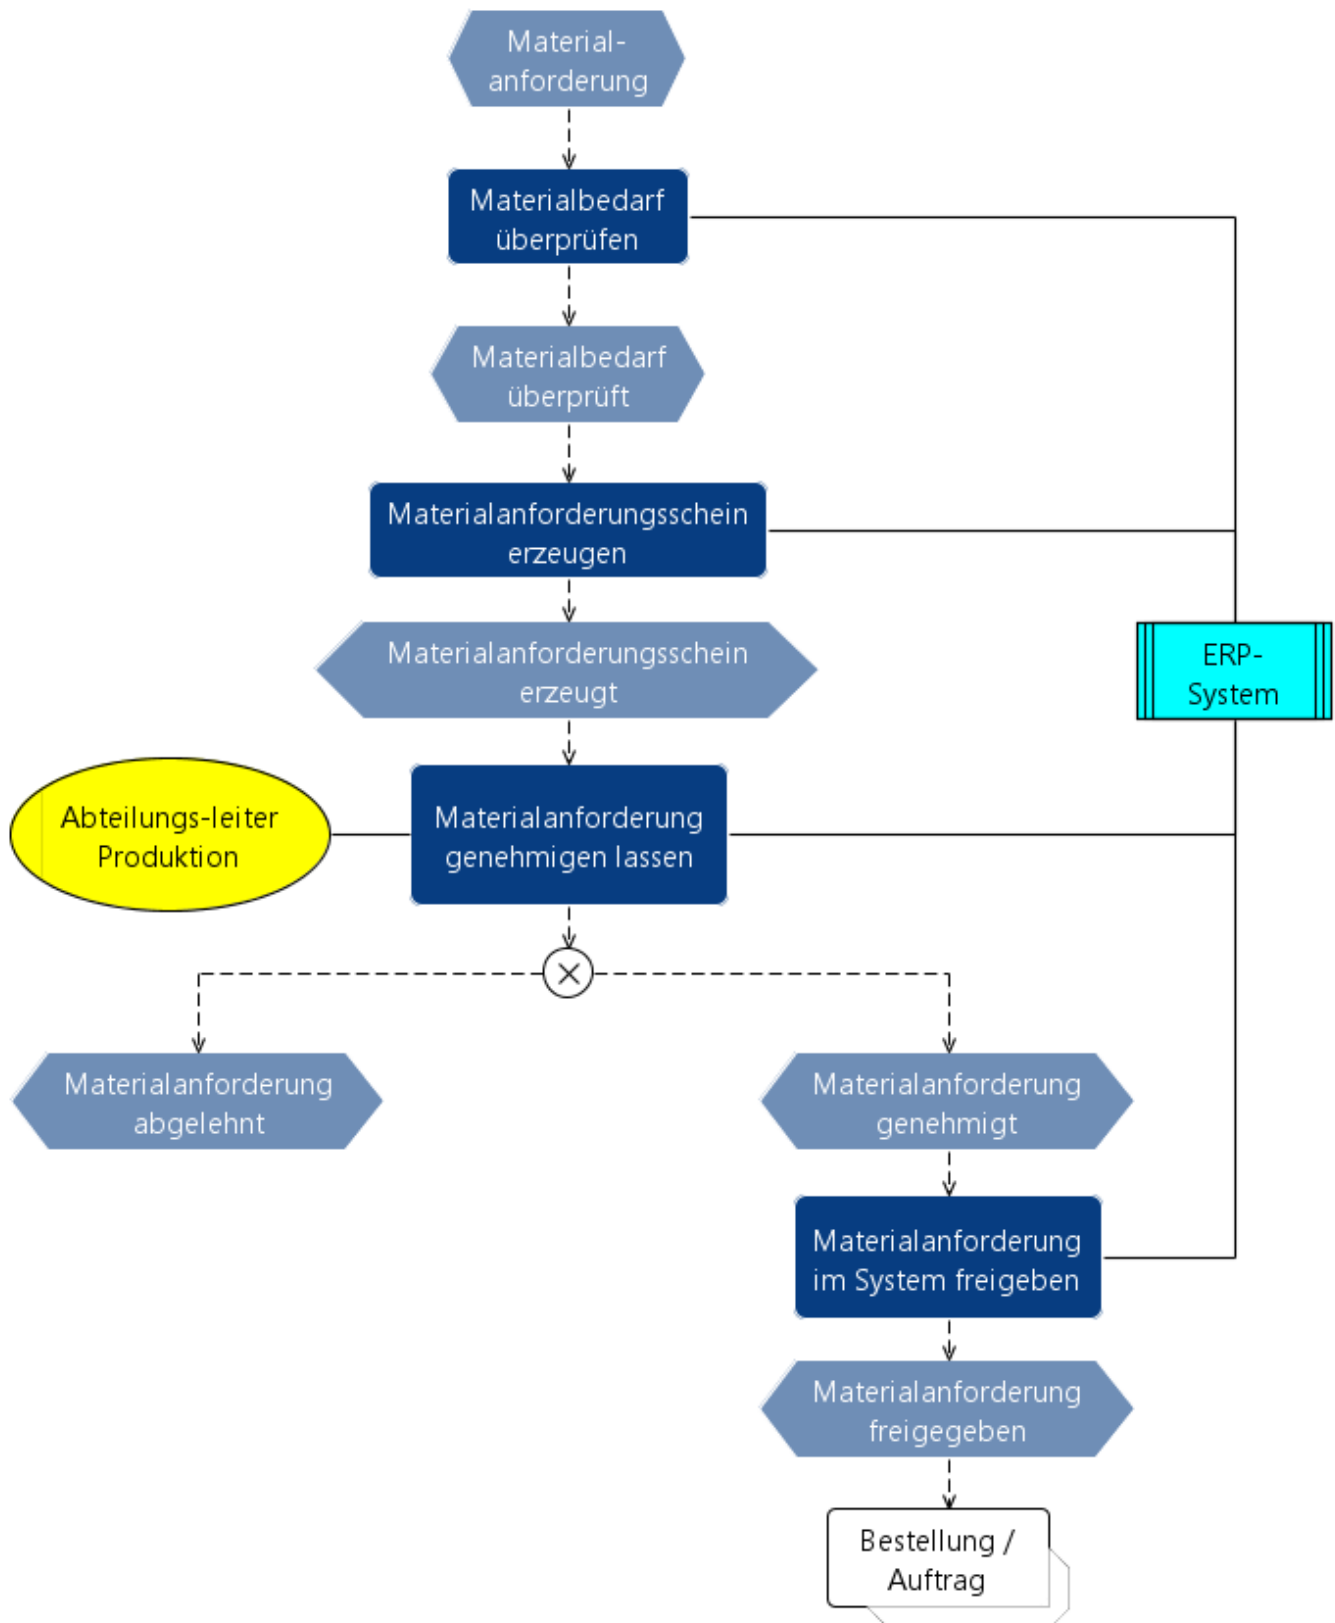 Material-
anforderung
Materialbedarf
überprüfen
Materialbedarf
überprüft
Materialanforderungsschein
erzeugen
Materialanforderungsschein
erzeugt
ERP-
System
Abteilungs-leiter
Produktion
Materialanforderung
genehmigen lassen
Materialanforderung
abgelehnt
Materialanforderung
genehmigt
Materialanforderung
im System freigeben
Materialanforderung
freigegeben
Bestellung /
Auftrag